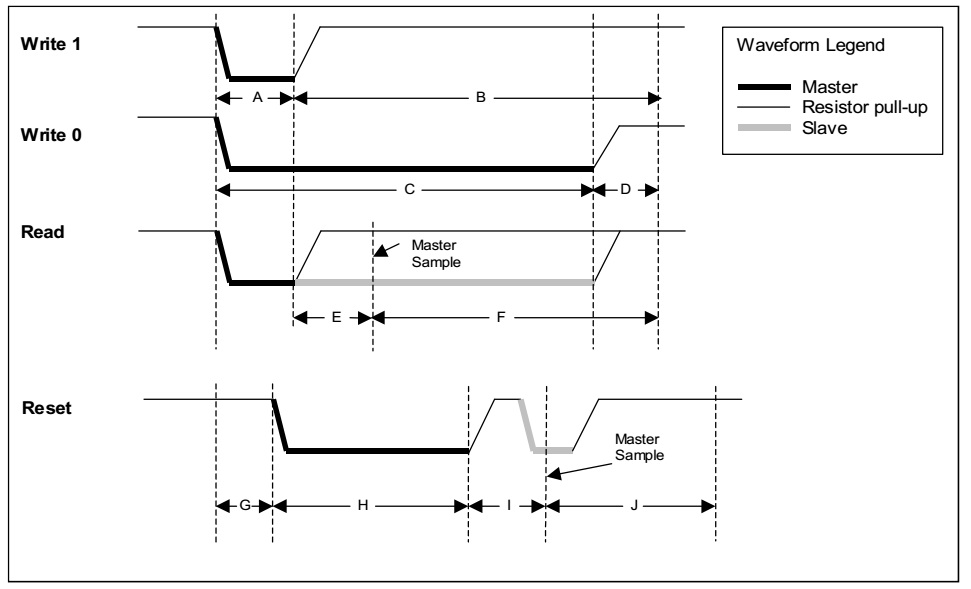 Write 1
A
B
Write 0
C
D
Read
Master
Sample
E
F
Reset
Master
Sample
G
H
I
J
Waveform Legend
Master
Resistor pull-up
Slave